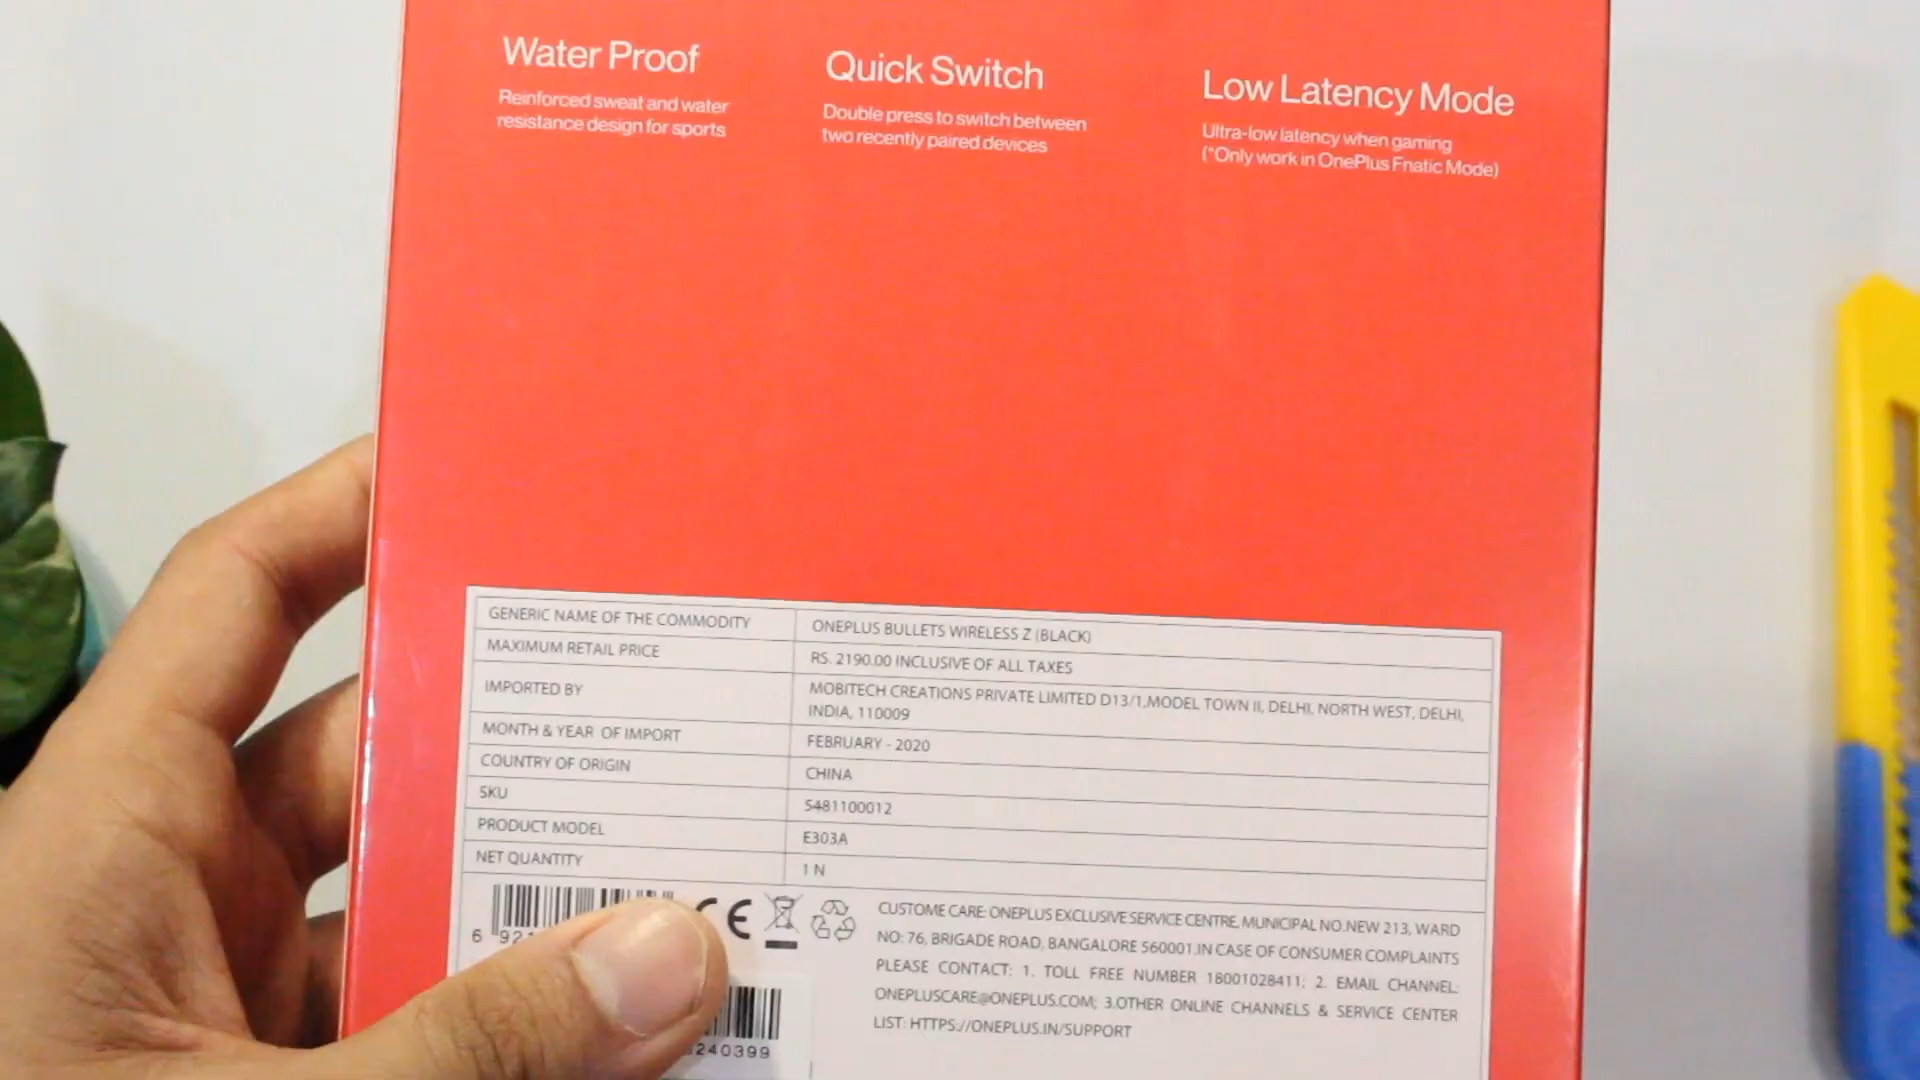 Water Proof
Reinforced sweat and water
resistance design for sports
Quick Switch
Double press to switch between
two recently paired devices
Low Latency Mode
Ultra-low latency when gaming
(*Only work in OnePlus Fnatic Mode)
GENERIC NAME OF THE COMMODITY ONEPLUS BULLETS WIRELESS Z (BLACK)
MAXIMUM RETAIL PRICE RS. 2190.00 INCLUSIVE OF ALL TAXES
IMPORTED BY MOBITECH CREATIONS PRIVATE LIMITED D13/1,MODEL TOWN II, DELHI, NORTH WEST, DELHI,
INDIA, 110009
MONTH & YEAR OF IMPORT FEBRUARY - 2020
COUNTRY OF ORIGIN CHINA
SKU 5481100012
PRODUCT MODEL E303A
NET QUANTITY 1 N
CE
CUSTOME CARE: ONEPLUS EXCLUSIVE SERVICE CENTRE, MUNICIPAL NO.NEW 213, WARD
NO: 76, BRIGADE ROAD, BANGALORE 560001.IN CASE OF CONSUMER COMPLAINTS
PLEASE CONTACT: 1. TOLL FREE NUMBER 18001028411; 2. EMAIL CHANNEL:
ONEPLUSCARE@ONEPLUS.COM; 3.OTHER ONLINE CHANNELS & SERVICE CENTER
LIST: HTTPS://ONEPLUS.IN/SUPPORT